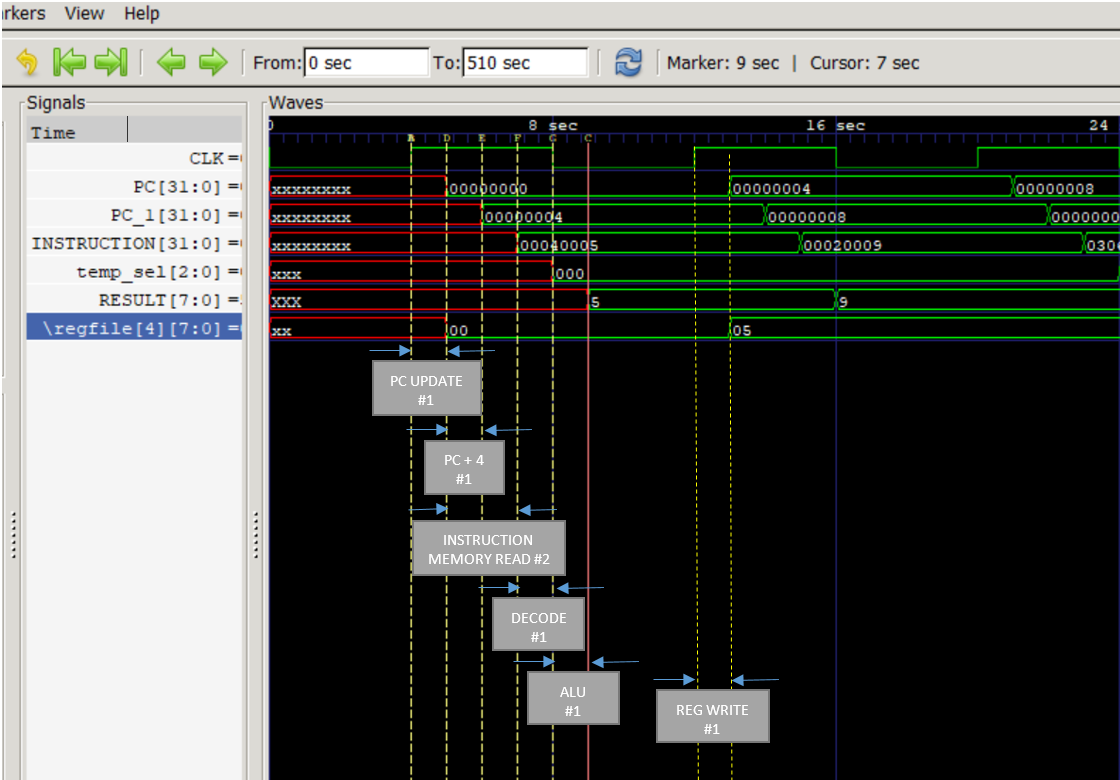 rkers View Help
From: 0 sec To: 510 sec Marker: 9 sec | Cursor: 7 sec
Signals Waves
Time
0 8 sec 16 sec 24
A D E F G C
CLK =
PC[31:0] = xxxxxxxx 00000000 00000004 00000008
PC_1[31:0] = xxxxxxxx 00000004 00000008 0000000
INSTRUCTION[31:0] = xxxxxxxx 00040005 00020009 030
temp_sel[2:0] = xxx 000
RESULT[7:0] = XXX 5 9
\regfile[4][7:0] = xx 00 05
PC UPDATE
#1
PC + 4
#1
INSTRUCTION
MEMORY READ #2
DECODE
#1
ALU
#1
REG WRITE
#1